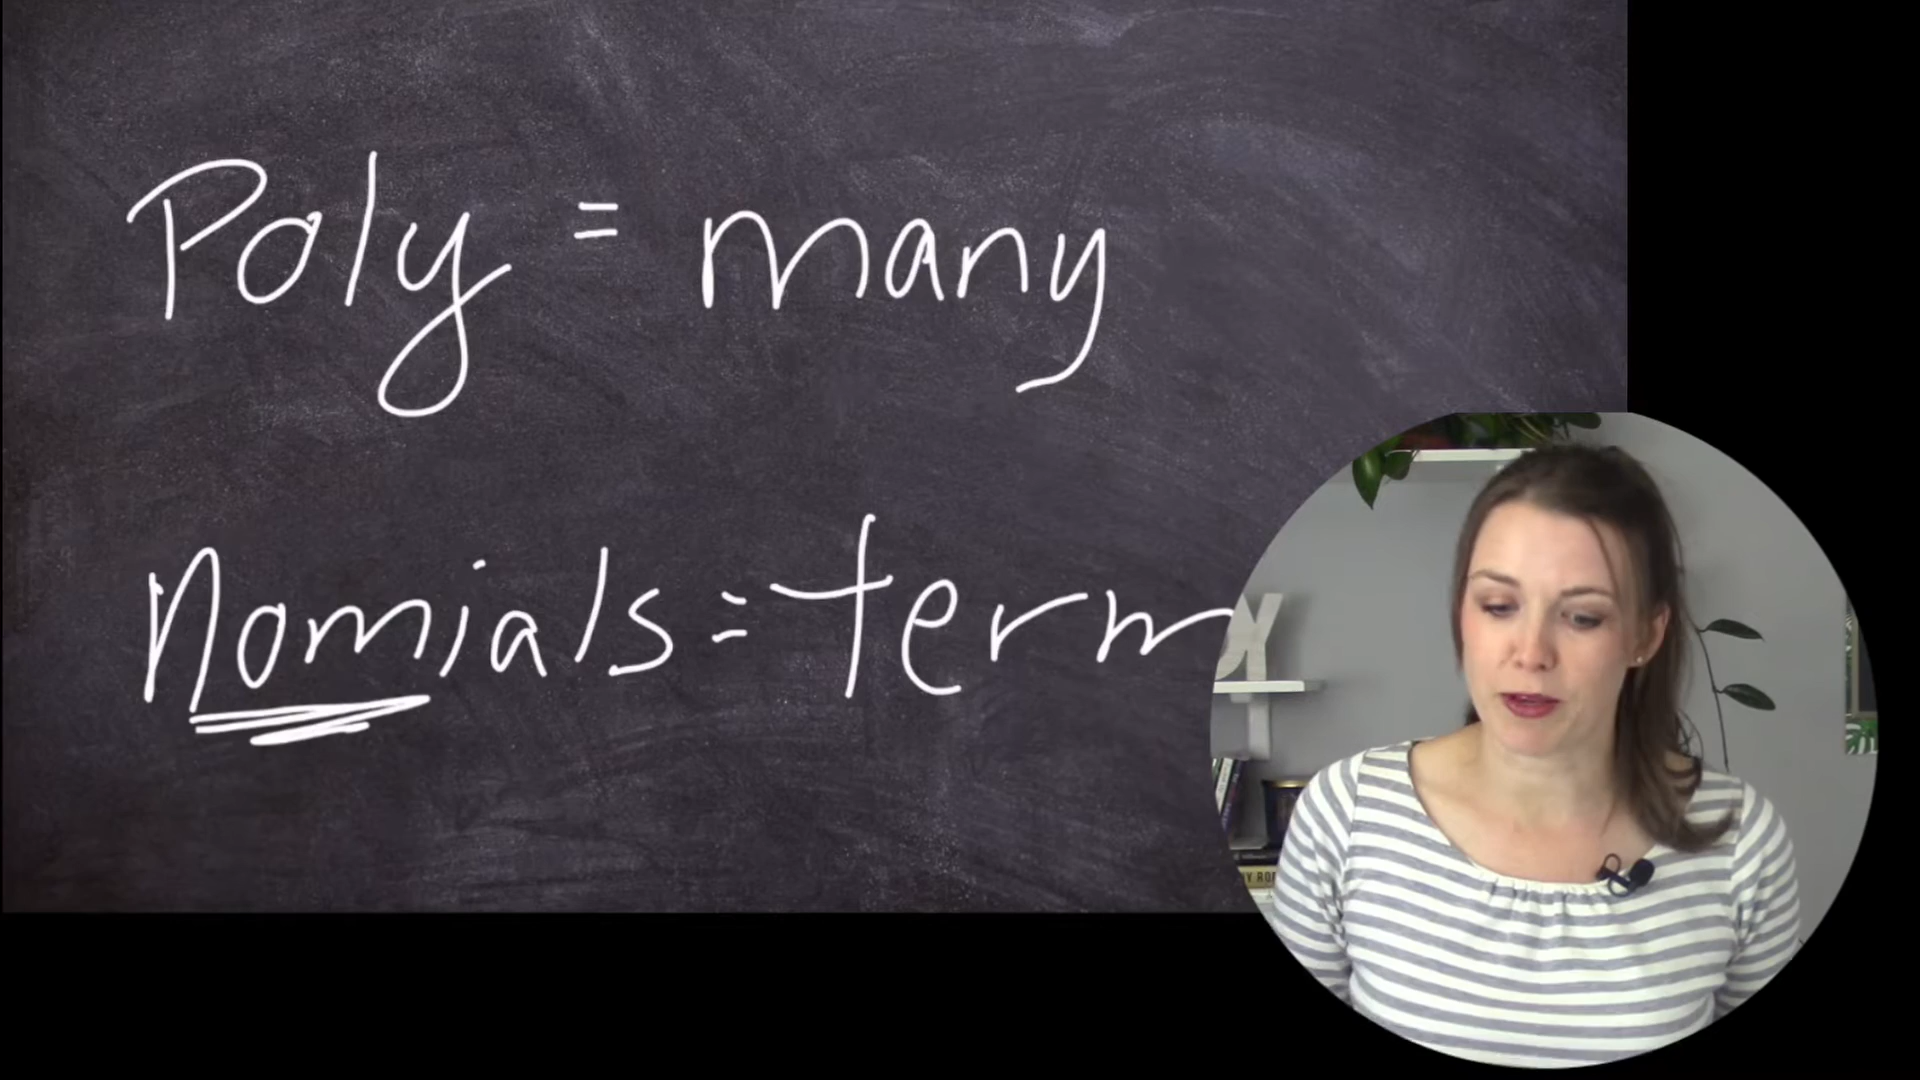 Poly = many
Nomials = term